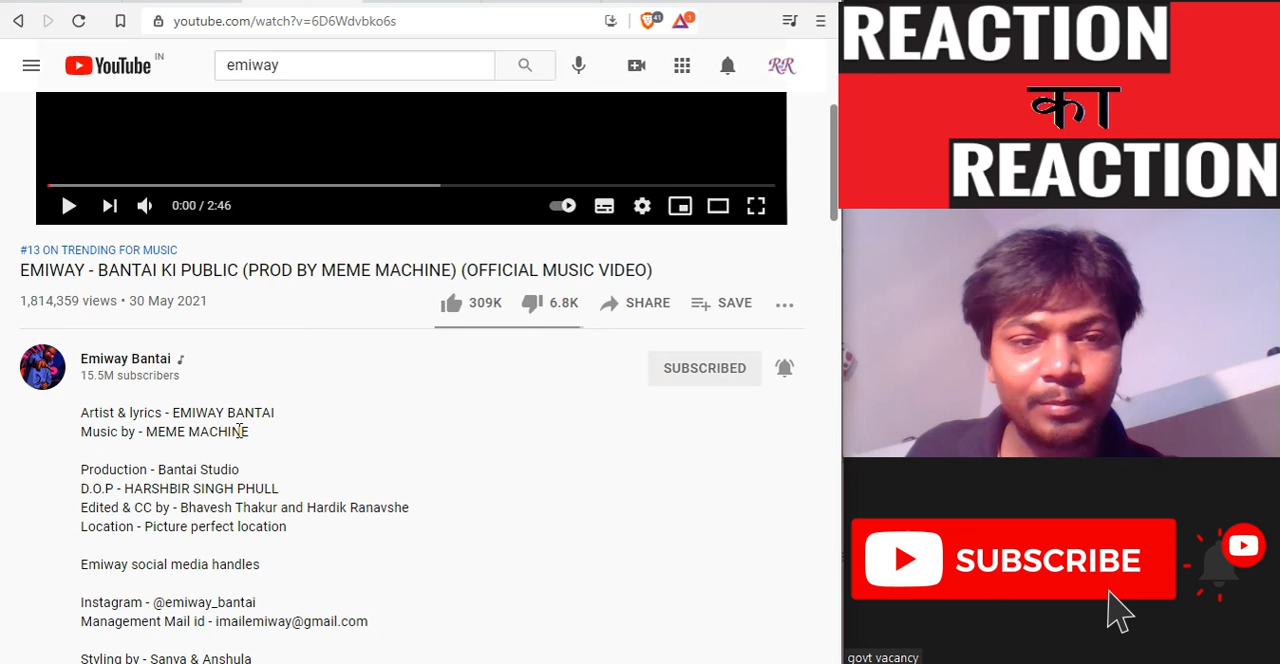 youtube.com/watch?v=6D6Wdvbko6s
41
1
YouTube IN
emiway
RR
0:00 / 2:46
#13 ON TRENDING FOR MUSIC
EMIWAY - BANTAI KI PUBLIC (PROD BY MEME MACHINE) (OFFICIAL MUSIC VIDEO)
1,814,359 views • 30 May 2021
309K
6.8K
SHARE
SAVE
Emiway Bantai
15.5M subscribers
SUBSCRIBED
Artist & lyrics - EMIWAY BANTAI
Music by - MEME MACHINE
Production - Bantai Studio
D.O.P - HARSHBIR SINGH PHULL
Edited & CC by - Bhavesh Thakur and Hardik Ranavshe
Location - Picture perfect location
Emiway social media handles
Instagram - @emiway_bantai
Management Mail id - imailemiway@gmail.com
Styling by - Sanya & Anshula
REACTION
का
REACTION
SUBSCRIBE
govt vacancy